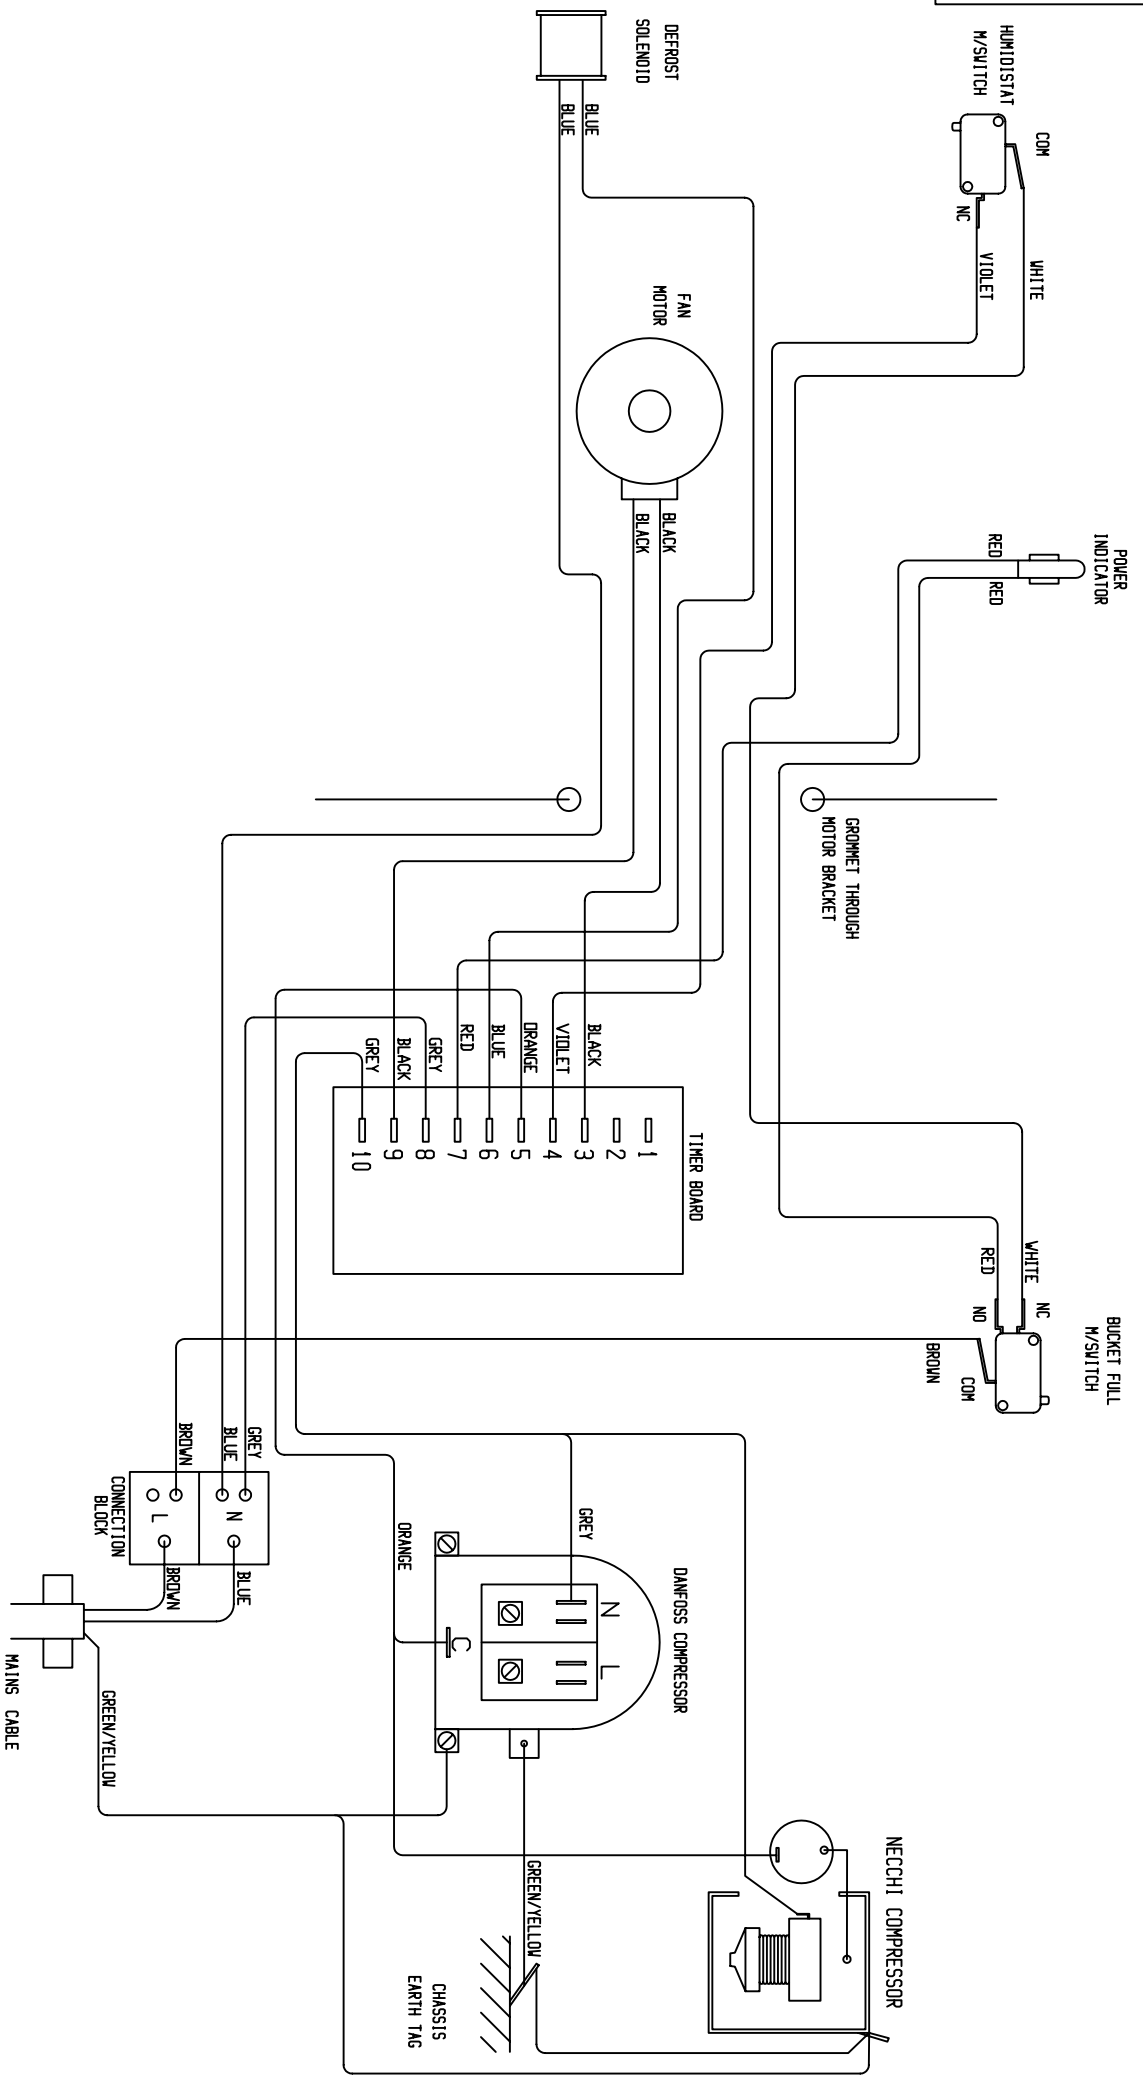 HUMIDISTAT
M/SWITCH
COM
NC
WHITE
VIOLET
DEFROST
SOLENOID
BLUE
BLUE
FAN
MOTOR
BLACK
BLACK
POWER
INDICATOR
RED
RED
GROMMET THROUGH
MOTOR BRACKET
BLACK
VIOLET
ORANGE
BLUE
RED
GREY
BLACK
GREY
TIMER BOARD
1
2
3
4
5
6
7
8
9
10
BUCKET FULL
M/SWITCH
NC
WHITE
RED
NO
COM
BROWN
GREY
BLUE
BROWN
N
L
CONNECTION
BLOCK
BLUE
BROWN
MAINS CABLE
GREEN/YELLOW
ORANGE
GREY
DANFOSS COMPRESSOR
N
L
C
GREEN/YELLOW
CHASSIS
EARTH TAG
NECCHI COMPRESSOR